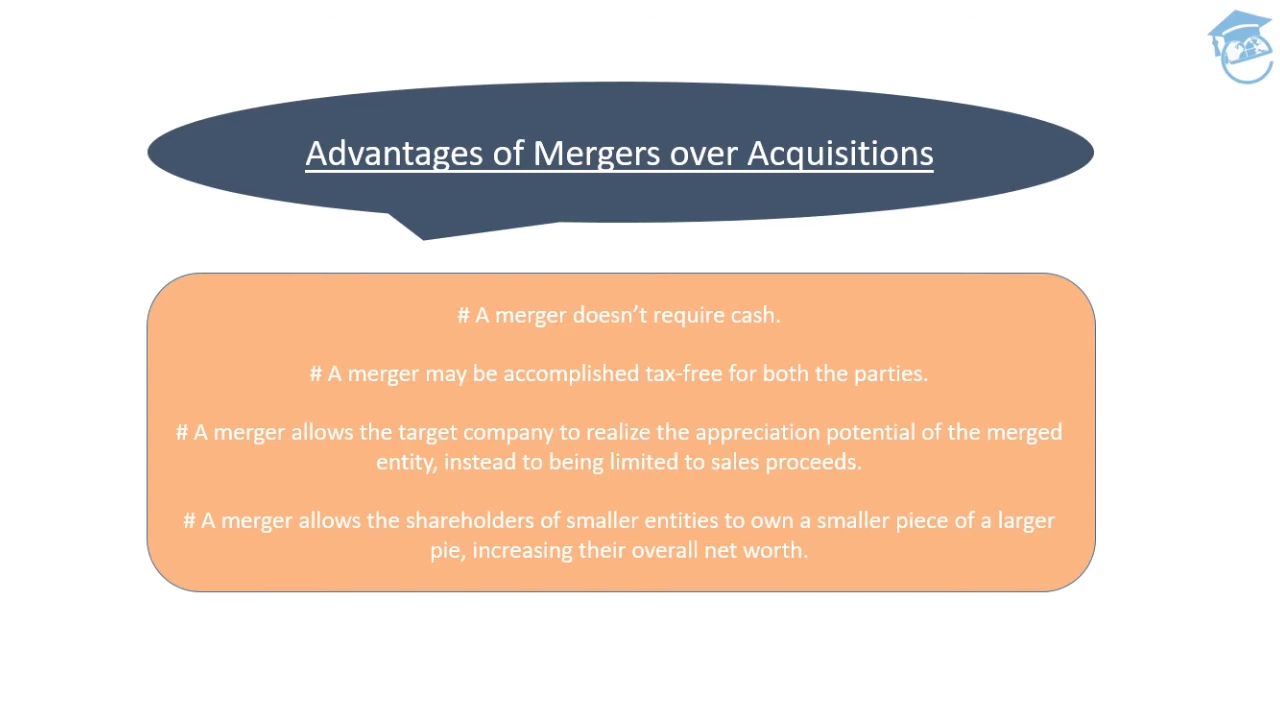 Advantages of Mergers over Acquisitions
# A merger doesn’t require cash.
# A merger may be accomplished tax-free for both the parties.
# A merger allows the target company to realize the appreciation potential of the merged
entity, instead to being limited to sales proceeds.
# A merger allows the shareholders of smaller entities to own a smaller piece of a larger
pie, increasing their overall net worth.